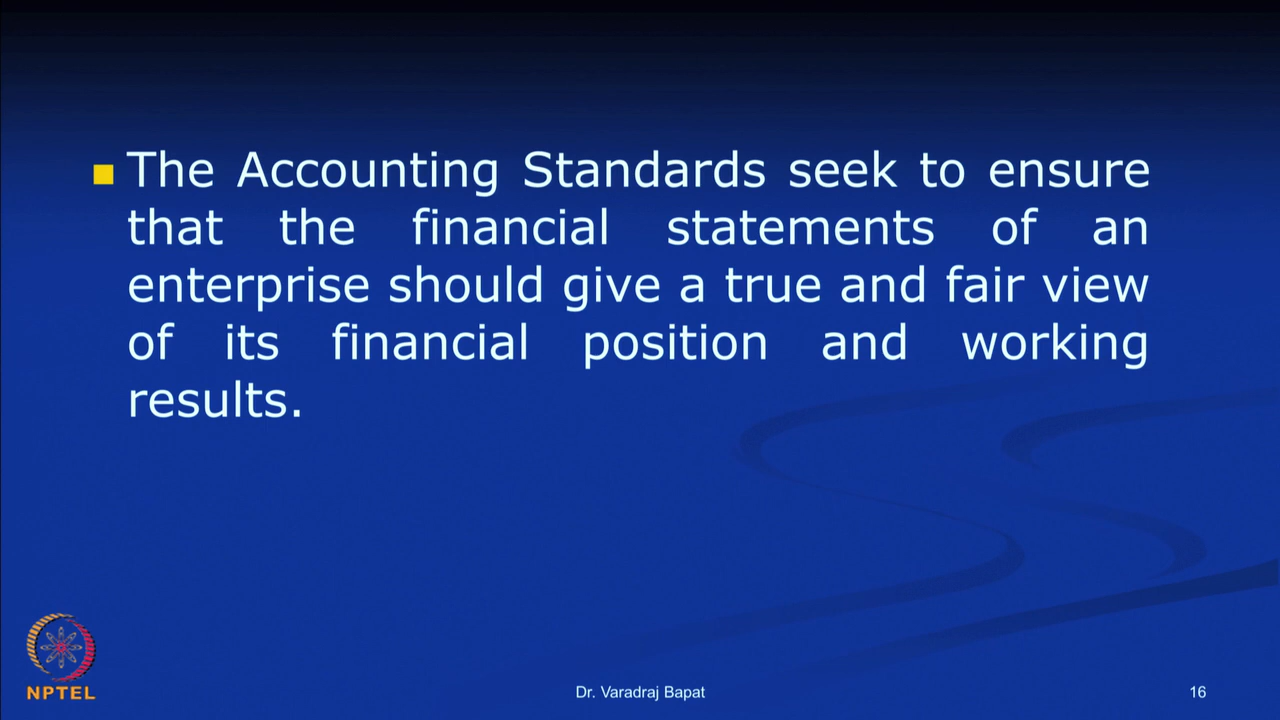 The Accounting Standards seek to ensure
that the financial statements of an
enterprise should give a true and fair view
of its financial position and working
results.
NPTEL
Dr. Varadraj Bapat
16